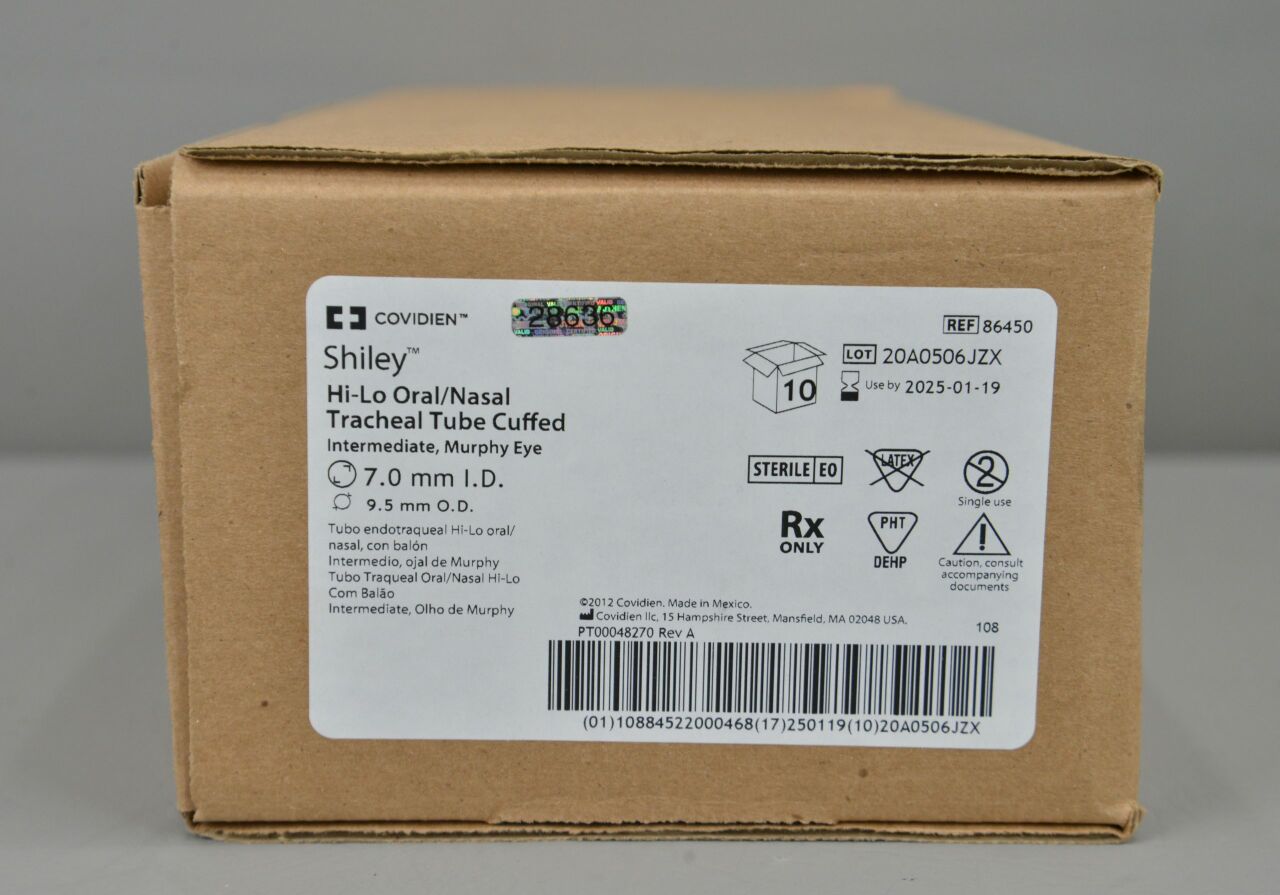 COVIDIEN™
28636
REF 86450
Shiley™
LOT 20A0506JZX
10
Use by 2025-01-19
Hi-Lo Oral/Nasal
Tracheal Tube Cuffed
Intermediate, Murphy Eye
7.0 mm I.D.
9.5 mm O.D.
STERILE EO
LATEX
2
Single use
Rx
ONLY
PHT
DEHP
!
Caution, consult
accompanying
documents
Tubo endotraqueal Hi-Lo oral/
nasal, con balón
Intermedio, ojal de Murphy
Tubo Traqueal Oral/Nasal Hi-Lo
Com Balão
Intermediate, Olho de Murphy
©2012 Covidien. Made in Mexico.
Covidien llc, 15 Hampshire Street, Mansfield, MA 02048 USA.
PT00048270 Rev A
108
(01)10884522000468(17)250119(10)20A0506JZX